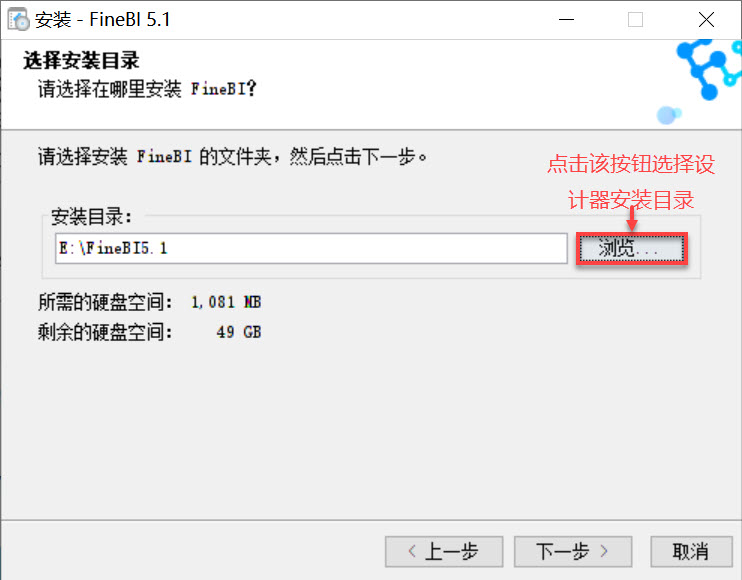 安装 - FineBI 5.1
选择安装目录
请选择在哪里安装 FineBI?
请选择安装 FineBI 的文件夹，然后点击下一步。
点击该按钮选择设
计器安装目录
安装目录:
E:\FineBI5.1
浏览...
所需的硬盘空间: 1,081 MB
剩余的硬盘空间: 49 GB
< 上一步
下一步 >
取消